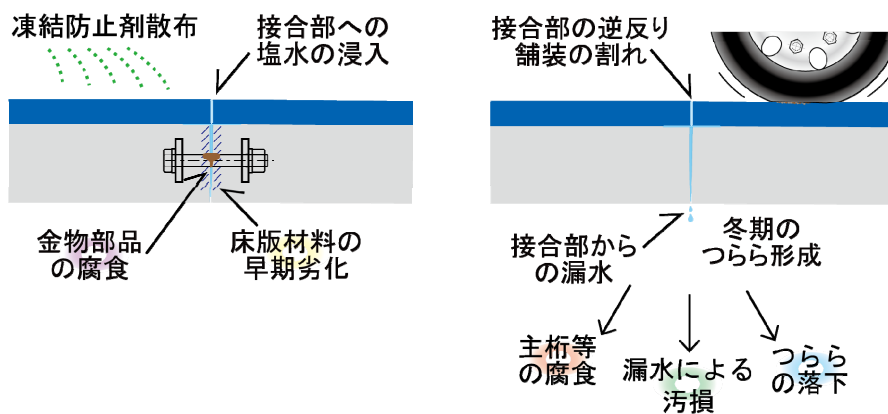 凍結防止剤散布
接合部への
塩水の浸入
金物部品
の腐食
床版材料の
早期劣化
接合部の逆反り
舗装の割れ
接合部から
の漏水
冬期の
つらら形成
主桁等
の腐食
漏水による
汚損
つらら
の落下